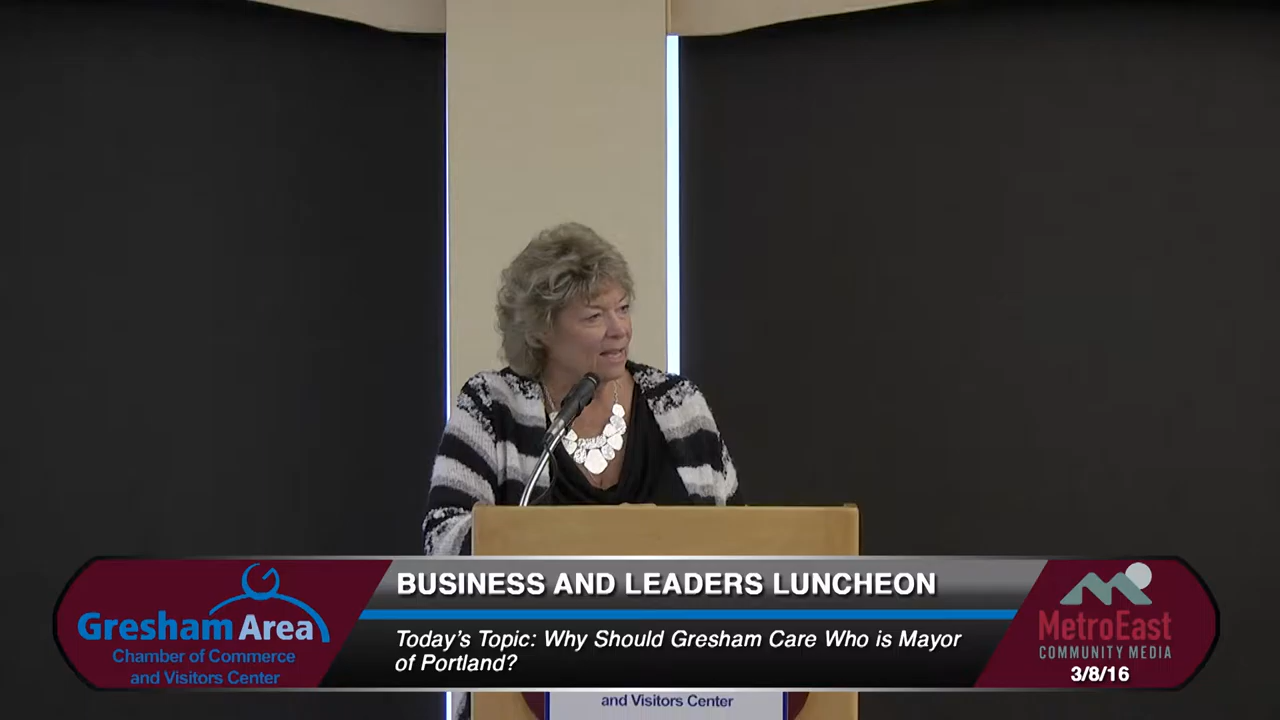 BUSINESS AND LEADERS LUNCHEON
Today's Topic: Why Should Gresham Care Who is Mayor
of Portland?
Gresham Area
Chamber of Commerce
and Visitors Center
MetroEast
COMMUNITY MEDIA
3/8/16
and Visitors Center